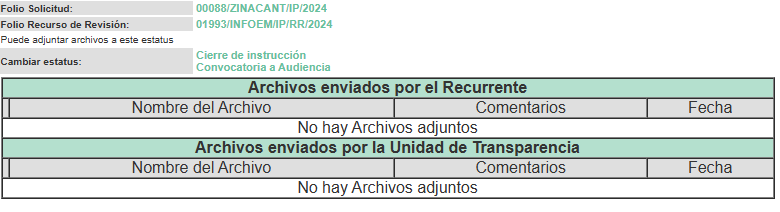 Folio Solicitud: 00088/ZINACANT/IP/2024
Folio Recurso de Revisión: 01993/INFOEM/IP/RR/2024
Puede adjuntar archivos a este estatus
Cambiar estatus: Cierre de instrucción
Convocatoria a Audiencia
Archivos enviados por el Recurrente
Nombre del Archivo Comentarios Fecha
No hay Archivos adjuntos
Archivos enviados por la Unidad de Transparencia
Nombre del Archivo Comentarios Fecha
No hay Archivos adjuntos